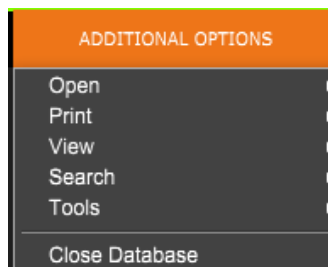 ADDITIONAL OPTIONS
Open
Print
View
Search
Tools
Close Database